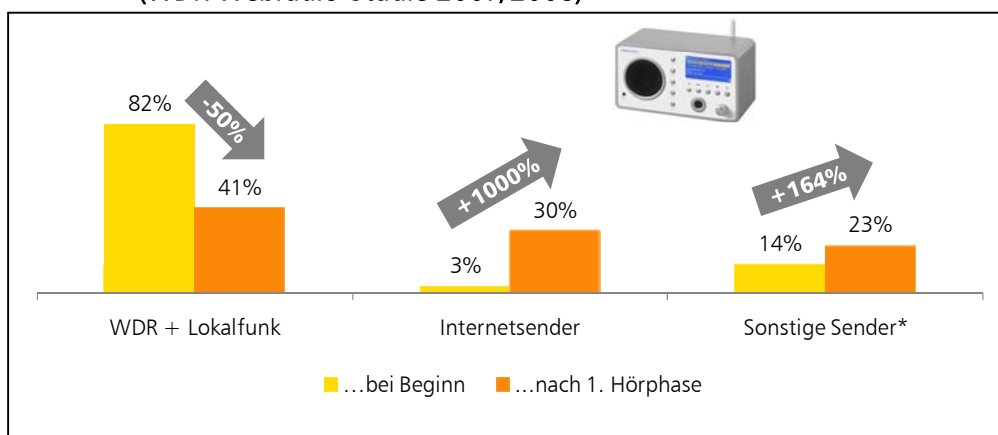 82%
-50%
41%
+1000%
3%
30%
+164%
14%
23%
WDR + Lokalfunk
Internetsender
Sonstige Sender*
…bei Beginn
…nach 1. Hörphase